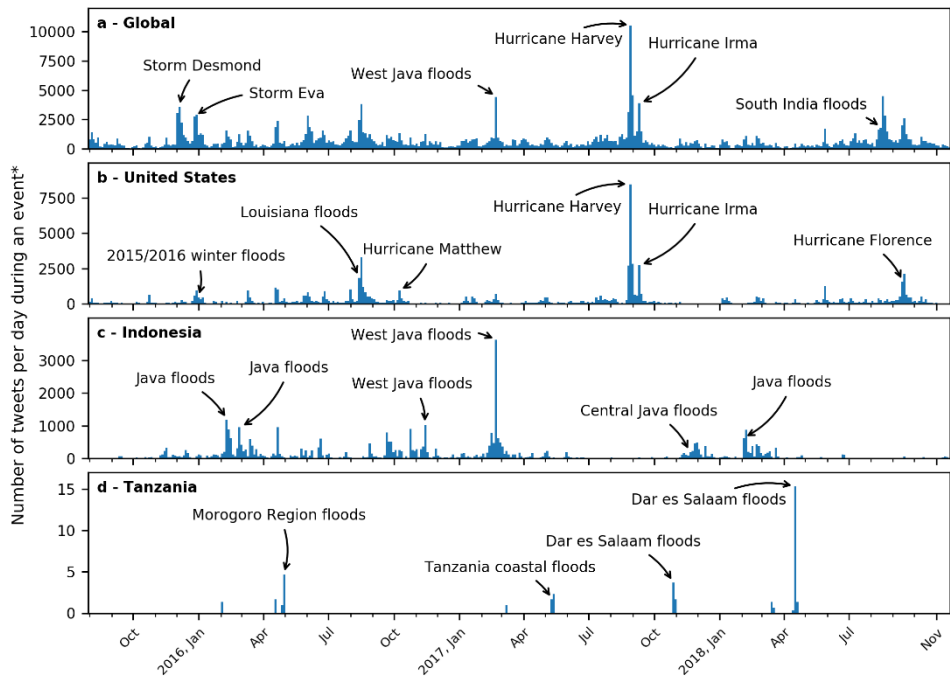 Number of tweets per day during an event*
a - Global
10000
7500
5000
2500
0
Storm Desmond
Storm Eva
West Java floods
Hurricane Harvey
Hurricane Irma
South India floods
b - United States
7500
5000
2500
0
2015/2016 winter floods
Louisiana floods
Hurricane Matthew
Hurricane Harvey
Hurricane Irma
Hurricane Florence
c - Indonesia
3000
2000
1000
0
Java floods
Java floods
West Java floods
West Java floods
Central Java floods
Java floods
d - Tanzania
15
10
5
0
Morogoro Region floods
Tanzania coastal floods
Dar es Salaam floods
Dar es Salaam floods
Oct
2016, Jan
Apr
Jul
Oct
2017, Jan
Apr
Jul
Oct
2018, Jan
Apr
Jul
Nov